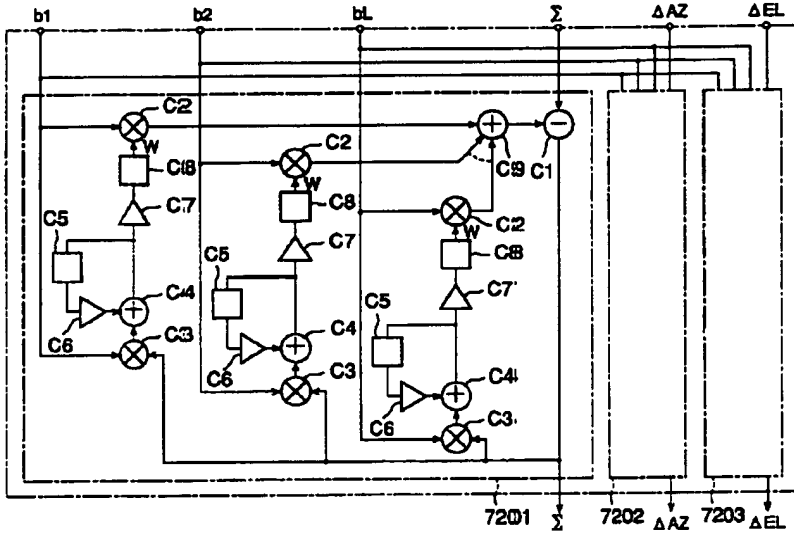 b1 b2 bL Σ ΔAZ ΔEL
C2 C2 C9 C1
W C8 W C8 C2
C7 C7 W C8
C5 C5 C5 C7
C4 C4 C4
C6 C3 C6 C3 C6 C3
7201 Σ 7202 ΔAZ 7203 ΔEL